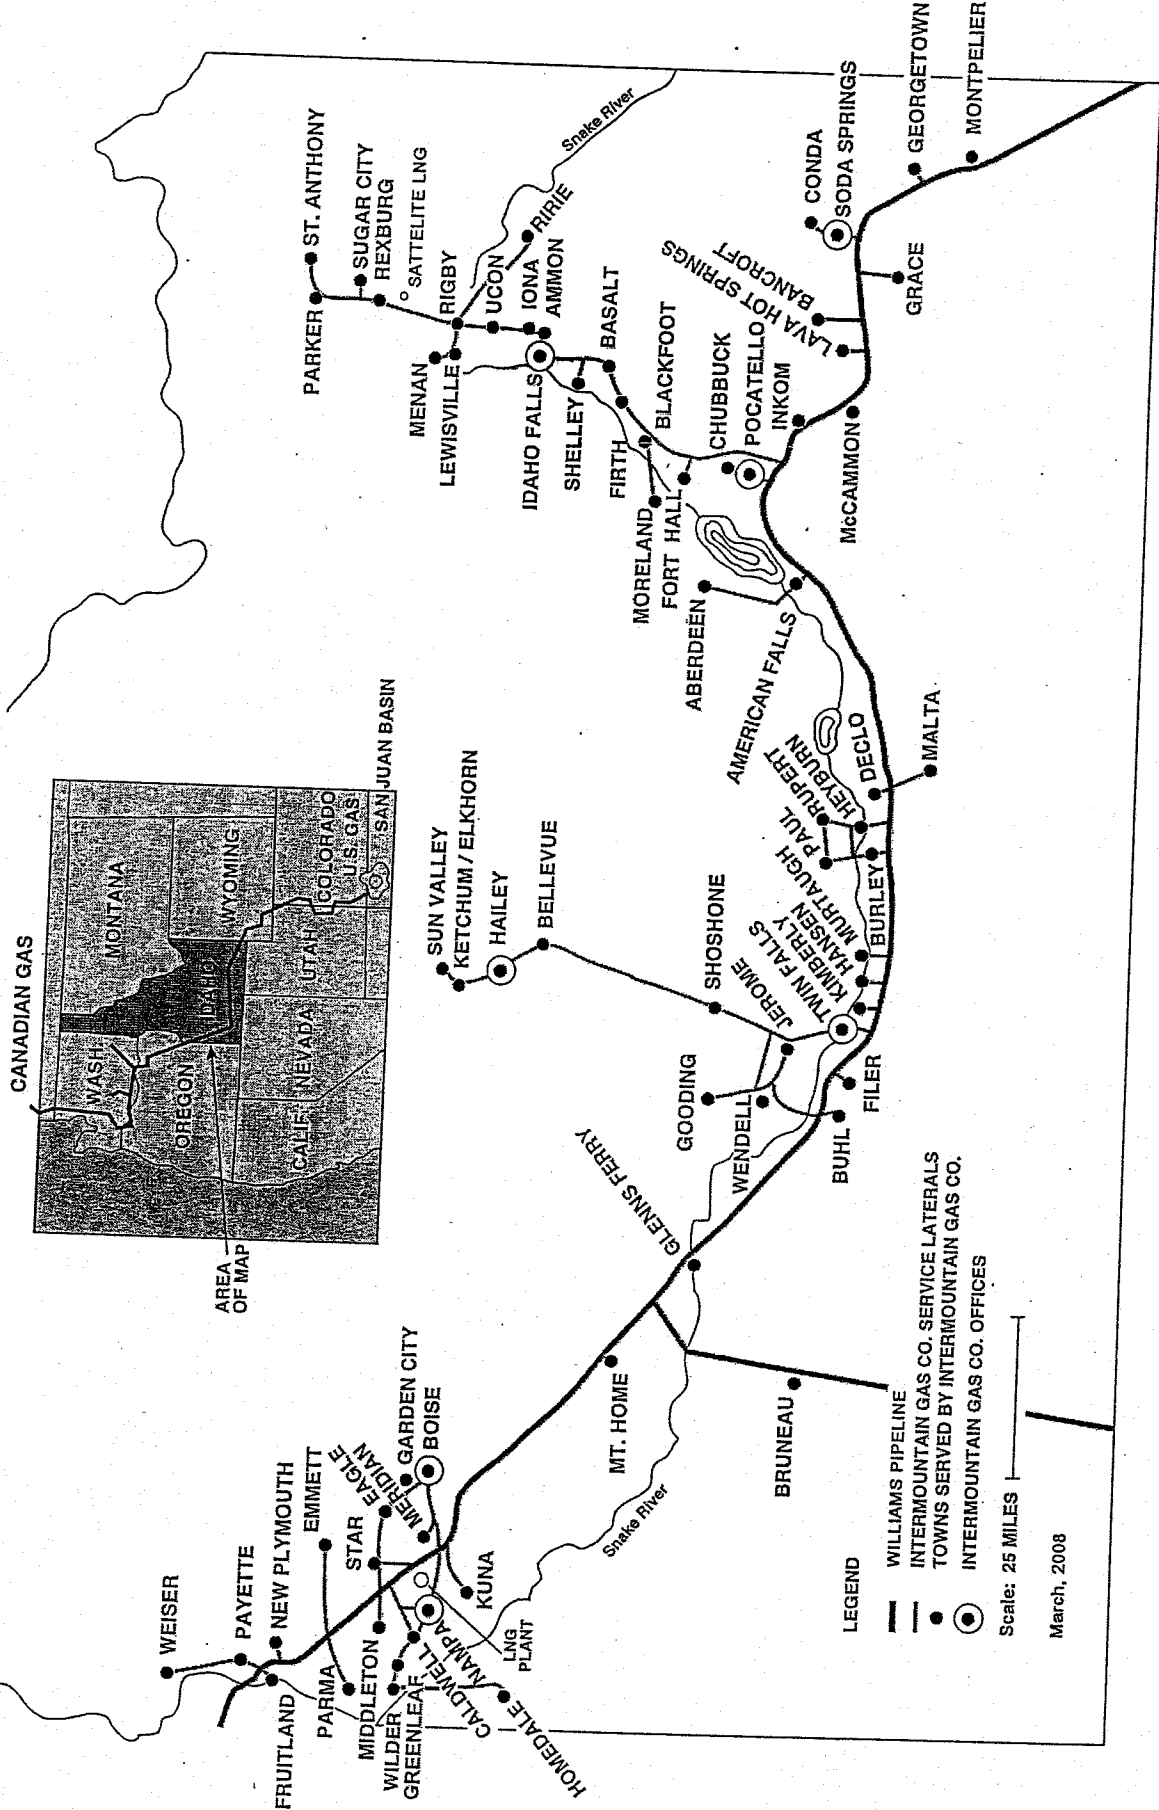 CANADIAN GAS
WASH.
MONTANA
OREGON
IDAHO
WYOMING
CALIF.
NEVADA
UTAH
COLORADO
U.S. GAS
SAN JUAN BASIN
AREA
OF MAP
WEISER
PAYETTE
NEW PLYMOUTH
FRUITLAND
EMMETT
PARMA
STAR
EAGLE
MERIDIAN
GARDEN CITY
BOISE
MIDDLETON
WILDER
GREENLEAF
CALDWELL
NAMPA
HOMEDALE
LNG
PLANT
KUNA
Snake River
MT. HOME
BRUNEAU
GLENNS FERRY
SUN VALLEY
KETCHUM / ELKHORN
HAILEY
BELLEVUE
SHOSHONE
GOODING
WENDELL
JEROME
TWIN FALLS
KIMBERLY
HANSEN
MURTAUGH
BUHL
FILER
BURLEY
PAUL
RUPERT
HEYBURN
DECLO
MALTA
AMERICAN FALLS
ABERDEEN
PARKER
ST. ANTHONY
SUGAR CITY
REXBURG
SATTELITE LNG
MENAN
LEWISVILLE
RIGBY
UCON
IONA
AMMON
RIRIE
Snake River
IDAHO FALLS
SHELLEY
BASALT
FIRTH
BLACKFOOT
MORELAND
FORT HALL
CHUBBUCK
POCATELLO
INKOM
McCAMMON
LAVA HOT SPRINGS
BANCROFT
GRACE
CONDA
SODA SPRINGS
GEORGETOWN
MONTPELIER
LEGEND
WILLIAMS PIPELINE
INTERMOUNTAIN GAS CO. SERVICE LATERALS
TOWNS SERVED BY INTERMOUNTAIN GAS CO.
INTERMOUNTAIN GAS CO. OFFICES
Scale: 25 MILES
March, 2008